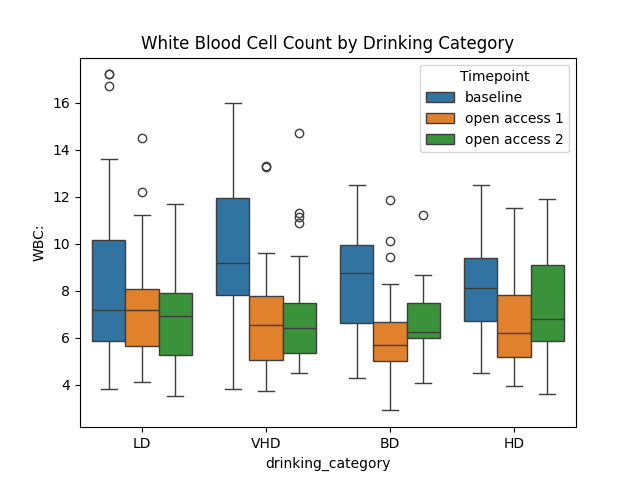 White Blood Cell Count by Drinking Category
Timepoint
baseline
open access 1
open access 2
WBC:
16
14
12
10
8
6
4
LD
VHD
BD
HD
drinking_category